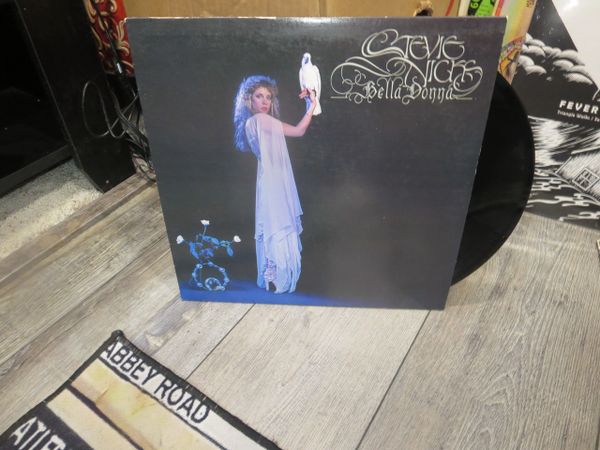 STEVIE
NICKS
Bella Donna
FEVER
ABBEY ROAD